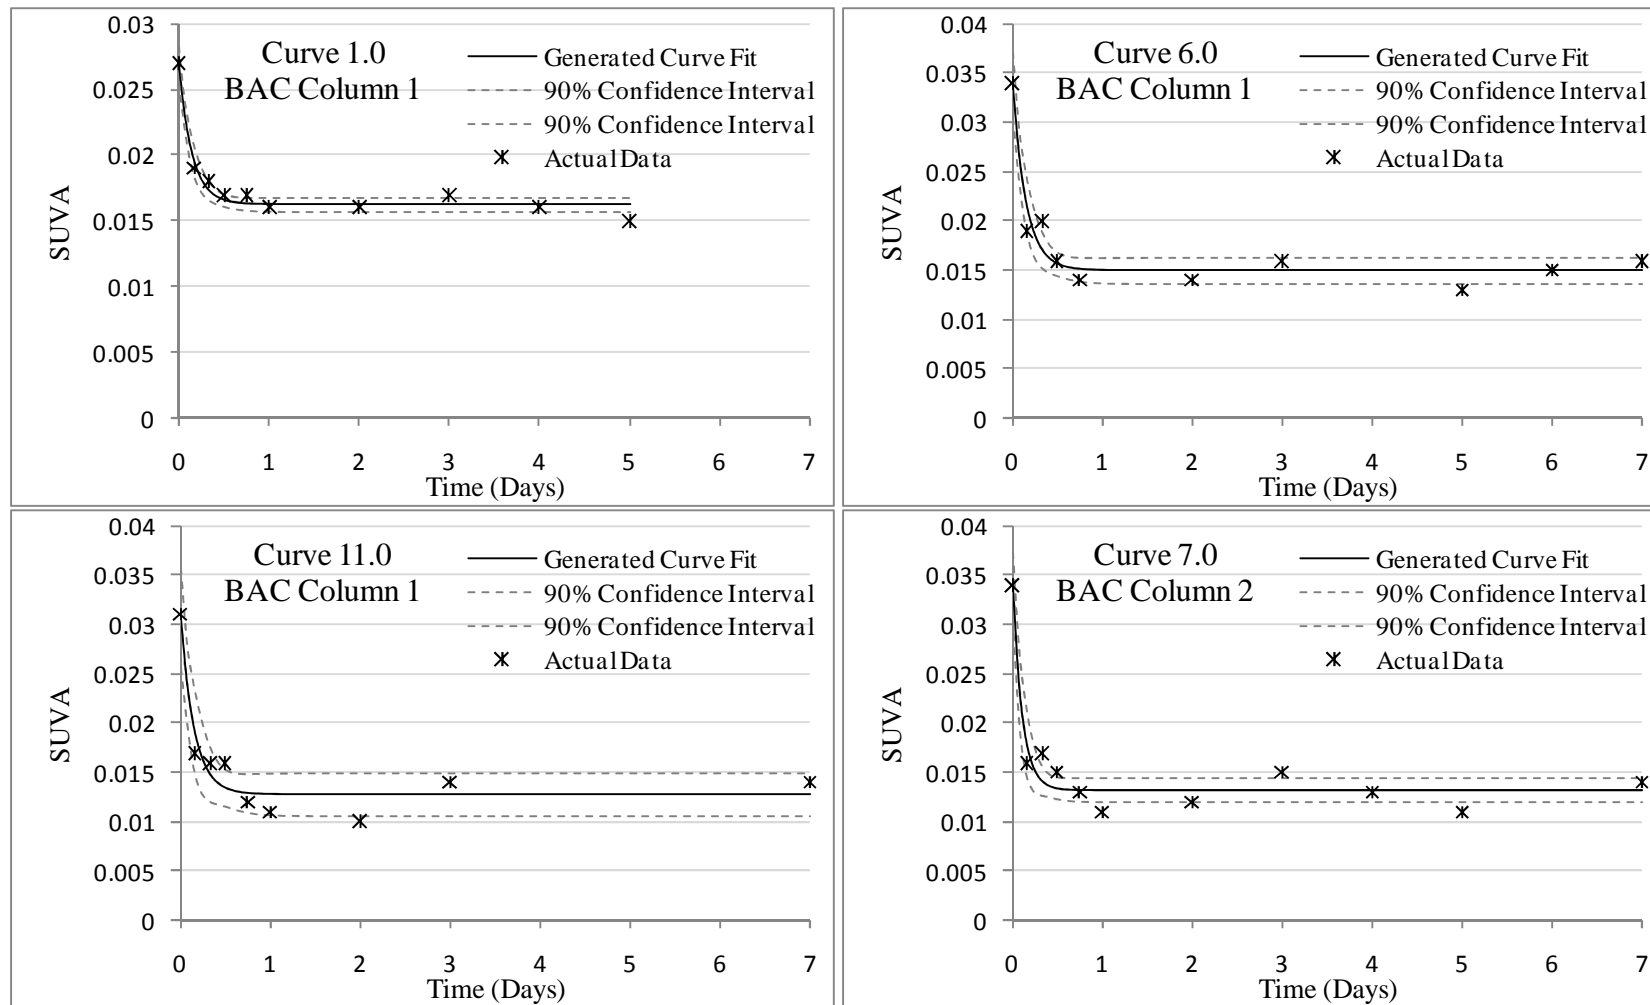 0.03
0.025
0.02
0.015
0.01
0.005
0
SUVA
Curve 1.0
BAC Column 1
Generated Curve Fit
90% Confidence Interval
90% Confidence Interval
Actual Data
0 1 2 3 4 5 6 7
Time (Days)
0.04
0.035
0.03
0.025
0.02
0.015
0.01
0.005
0
SUVA
Curve 6.0
BAC Column 1
Generated Curve Fit
90% Confidence Interval
90% Confidence Interval
Actual Data
0 1 2 3 4 5 6 7
Time (Days)
0.04
0.035
0.03
0.025
0.02
0.015
0.01
0.005
0
SUVA
Curve 11.0
BAC Column 1
Generated Curve Fit
90% Confidence Interval
90% Confidence Interval
Actual Data
0 1 2 3 4 5 6 7
Time (Days)
0.04
0.035
0.03
0.025
0.02
0.015
0.01
0.005
0
SUVA
Curve 7.0
BAC Column 2
Generated Curve Fit
90% Confidence Interval
90% Confidence Interval
Actual Data
0 1 2 3 4 5 6 7
Time (Days)